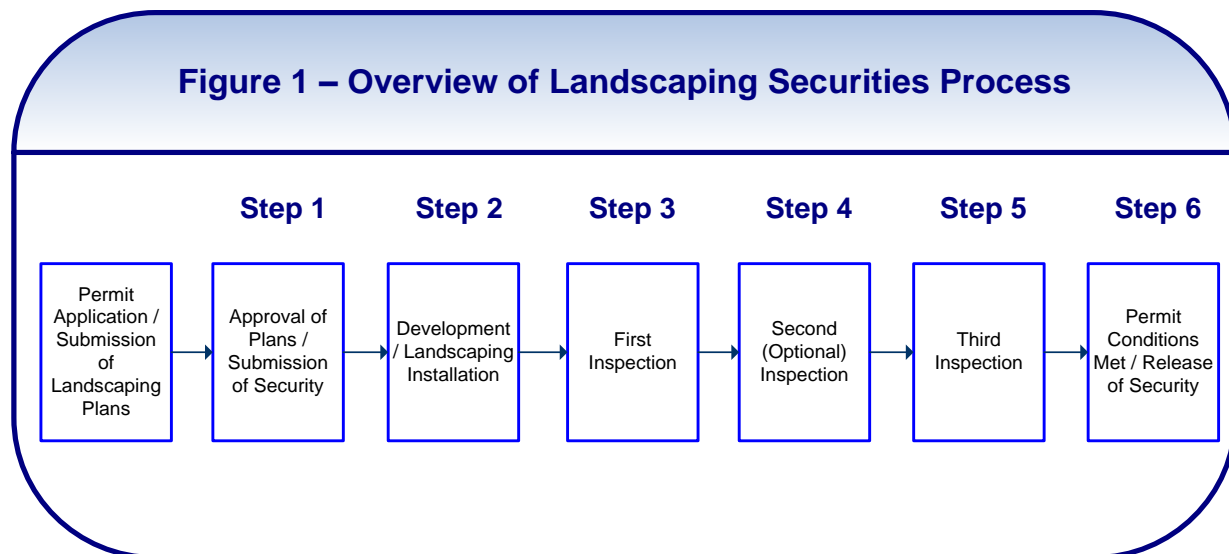 Figure 1 – Overview of Landscaping Securities Process
Step 1
Step 2
Step 3
Step 4
Step 5
Step 6
Permit
Application /
Submission
of
Landscaping
Plans
Approval of
Plans /
Submission
of Security
Development
/ Landscaping
Installation
First
Inspection
Second
(Optional)
Inspection
Third
Inspection
Permit
Conditions
Met / Release
of Security